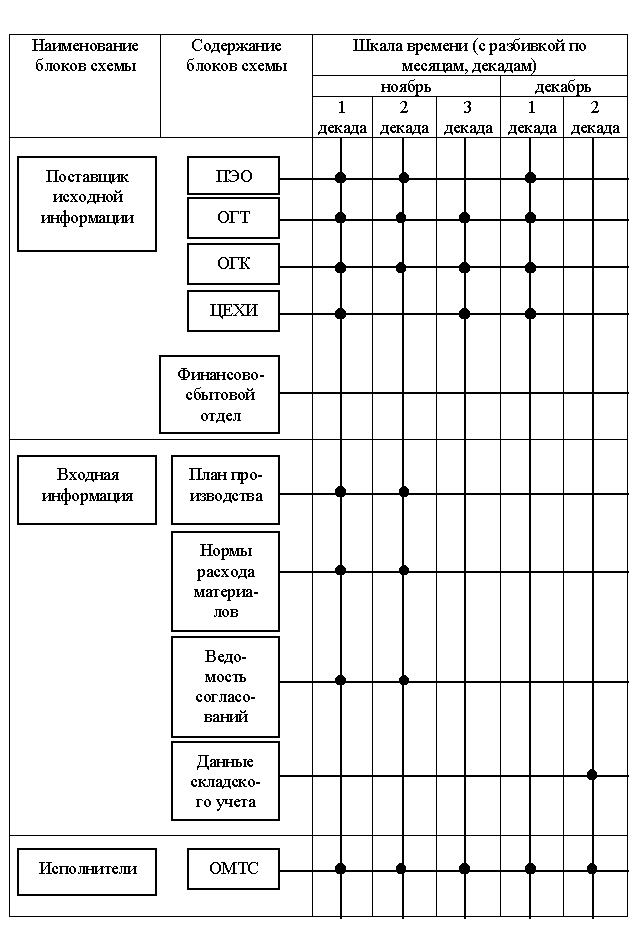 Наименование
блоков схемы
Содержание
блоков схемы
Шкала времени (с разбивкой по
месяцам, декадам)
ноябрь
декабрь
1
декада
2
декада
3
декада
1
декада
2
декада
Поставщик
исходной
информации
ПЭО
ОГТ
ОГК
ЦЕХИ
Финансово-
сбытовой
отдел
Входная
информация
План про-
изводства
Нормы
расхода
материа-
лов
Ведо-
мость
согласо-
ваний
Данные
складско-
го учета
Исполнители
ОМТС